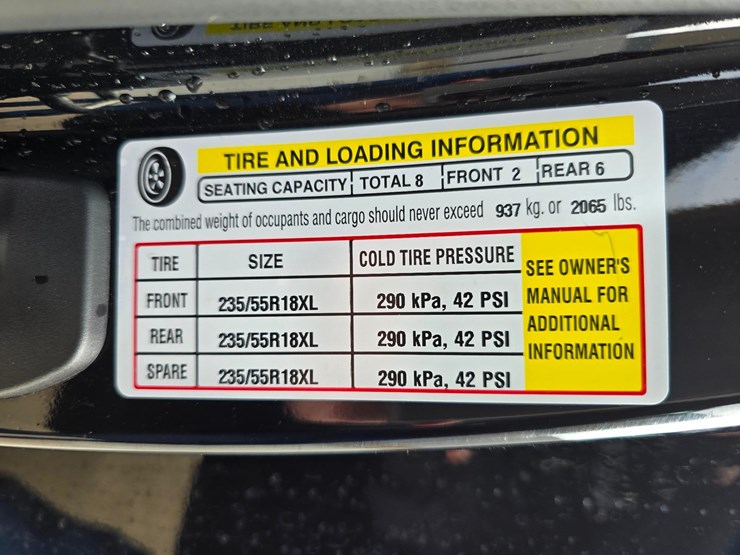 TIRE AND LOADING INFORMATION
SEATING CAPACITY TOTAL 8 FRONT 2 REAR 6
The combined weight of occupants and cargo should never exceed 937 kg. or 2065 lbs.
TIRE SIZE COLD TIRE PRESSURE
FRONT 235/55R18XL 290 kPa, 42 PSI
REAR 235/55R18XL 290 kPa, 42 PSI
SPARE 235/55R18XL 290 kPa, 42 PSI
SEE OWNER'S
MANUAL FOR
ADDITIONAL
INFORMATION